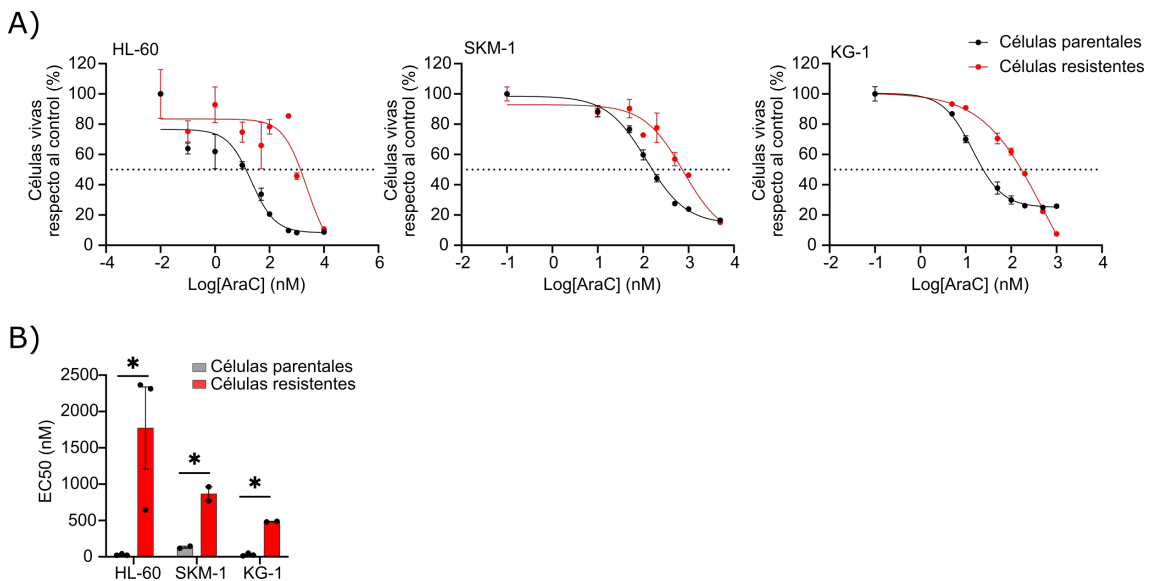 A)
HL-60
Células vivas
respecto al control (%)
120
100
80
60
40
20
0
-4
-2
0
2
4
6
Log[AraC] (nM)
SKM-1
Células vivas
respecto al control (%)
120
100
80
60
40
20
0
-2
-1
0
1
2
3
4
Log[AraC] (nM)
KG-1
Células parentales
Células resistentes
Células vivas
respecto al control (%)
120
100
80
60
40
20
0
-2
-1
0
1
2
3
4
Log[AraC] (nM)
B)
Células parentales
Células resistentes
EC50 (nM)
2500
2000
1500
1000
500
0
*
*
*
HL-60
SKM-1
KG-1